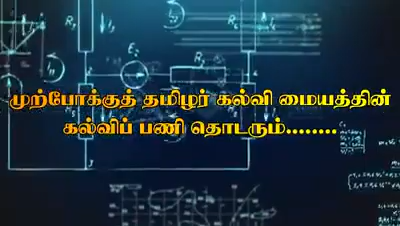 முற்போக்குத் தமிழர் கல்வி மையத்தின்
கல்விப் பணி தொடரும்........